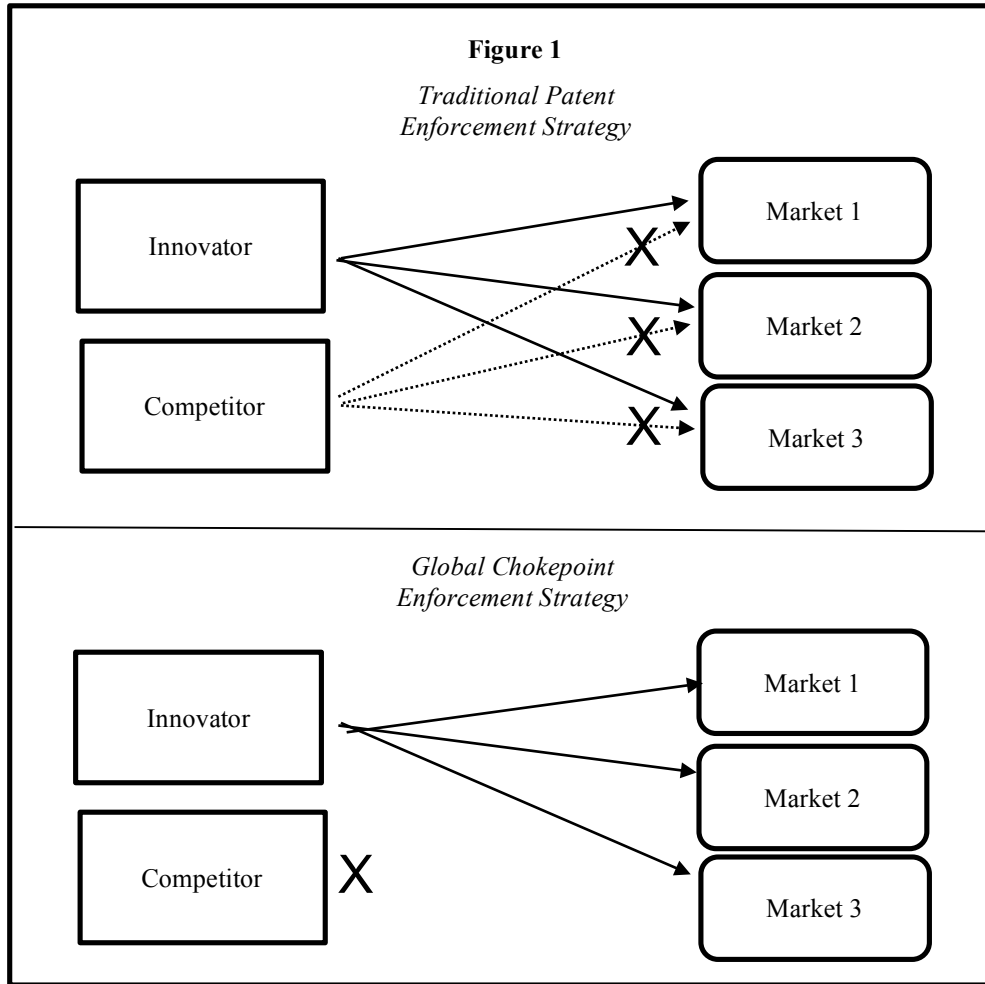 Figure 1
Traditional Patent
Enforcement Strategy
Innovator
Competitor
X
X
X
Market 1
Market 2
Market 3
Global Chokepoint
Enforcement Strategy
Innovator
Competitor
X
Market 1
Market 2
Market 3